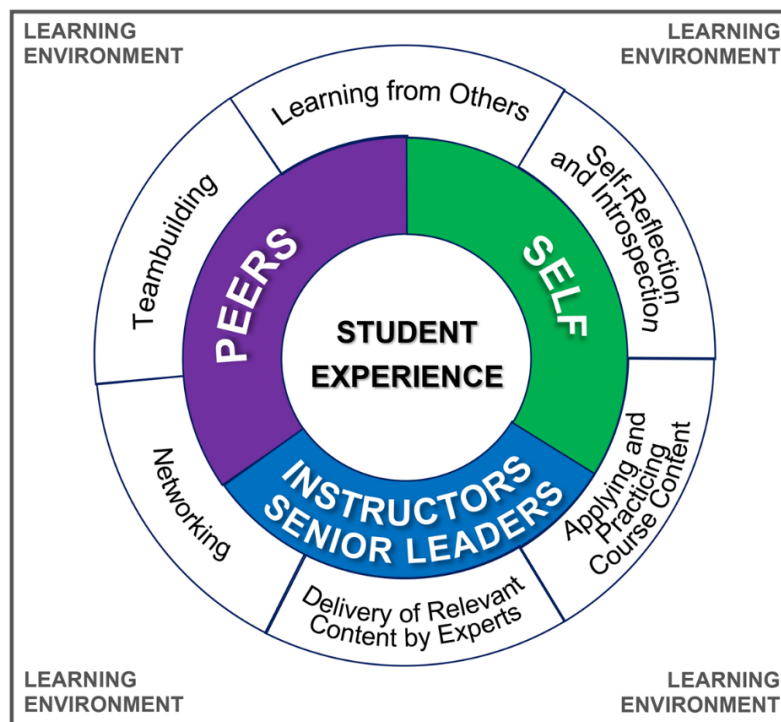 LEARNING
ENVIRONMENT
LEARNING
ENVIRONMENT
Learning from Others
Self-Reflection
and Introspection
Teambuilding
PEERS
SELF
STUDENT
EXPERIENCE
INSTRUCTORS
SENIOR LEADERS
Networking
Applying and
Practicing
Course Content
Delivery of Relevant
Content by Experts
LEARNING
ENVIRONMENT
LEARNING
ENVIRONMENT